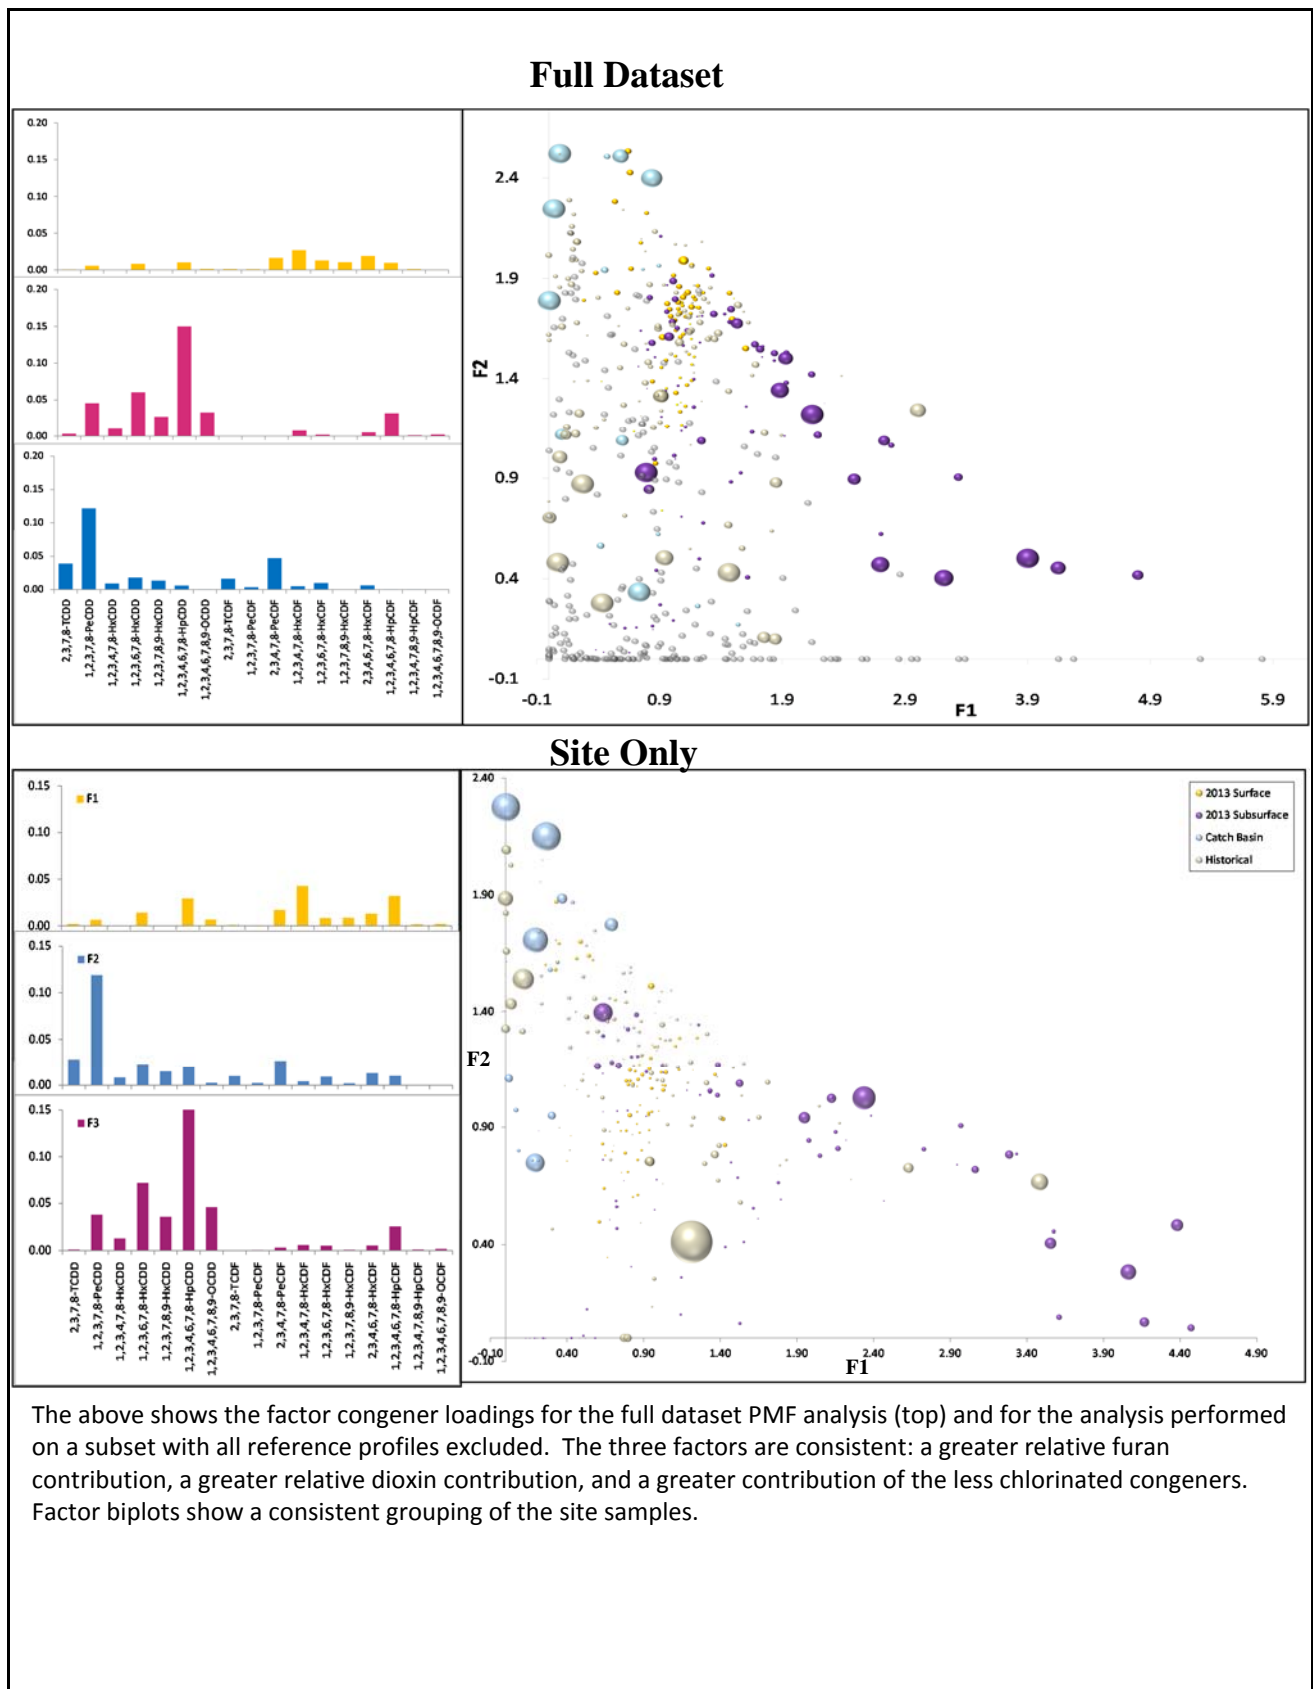 Full Dataset
0.20
0.15
0.10
0.05
0.00
0.20
0.15
0.10
0.05
0.00
0.20
0.15
0.10
0.05
0.00
2,3,7,8-TCDD
1,2,3,7,8-PeCDD
1,2,3,4,7,8-HxCDD
1,2,3,6,7,8-HxCDD
1,2,3,7,8,9-HxCDD
1,2,3,4,6,7,8-HpCDD
1,2,3,4,6,7,8,9-OCDD
2,3,7,8-TCDF
1,2,3,7,8-PeCDF
2,3,4,7,8-PeCDF
1,2,3,4,7,8-HxCDF
1,2,3,6,7,8-HxCDF
1,2,3,7,8,9-HxCDF
2,3,4,6,7,8-HxCDF
1,2,3,4,6,7,8-HpCDF
1,2,3,4,7,8,9-HpCDF
1,2,3,4,6,7,8,9-OCDF
2.4
1.9
1.4
0.9
0.4
-0.1
F2
-0.1
0.9
1.9
2.9
3.9
4.9
5.9
F1
Site Only
0.15
0.10
0.05
0.00
F1
0.15
0.10
0.05
0.00
F2
0.15
0.10
0.05
0.00
F3
2,3,7,8-TCDD
1,2,3,7,8-PeCDD
1,2,3,4,7,8-HxCDD
1,2,3,6,7,8-HxCDD
1,2,3,7,8,9-HxCDD
1,2,3,4,6,7,8-HpCDD
1,2,3,4,6,7,8,9-OCDD
2,3,7,8-TCDF
1,2,3,7,8-PeCDF
2,3,4,7,8-PeCDF
1,2,3,4,7,8-HxCDF
1,2,3,6,7,8-HxCDF
1,2,3,7,8,9-HxCDF
2,3,4,6,7,8-HxCDF
1,2,3,4,6,7,8-HpCDF
1,2,3,4,7,8,9-HpCDF
1,2,3,4,6,7,8,9-OCDF
2.40
1.90
1.40
0.90
0.40
-0.10
F2
-0.10
0.40
0.90
1.40
1.90
2.40
2.90
3.40
3.90
4.40
4.90
F1
2013 Surface
2013 Subsurface
Catch Basin
Historical
The above shows the factor congener loadings for the full dataset PMF analysis (top) and for the analysis performed
on a subset with all reference profiles excluded.  The three factors are consistent: a greater relative furan
contribution, a greater relative dioxin contribution, and a greater contribution of the less chlorinated congeners.
Factor biplots show a consistent grouping of the site samples.